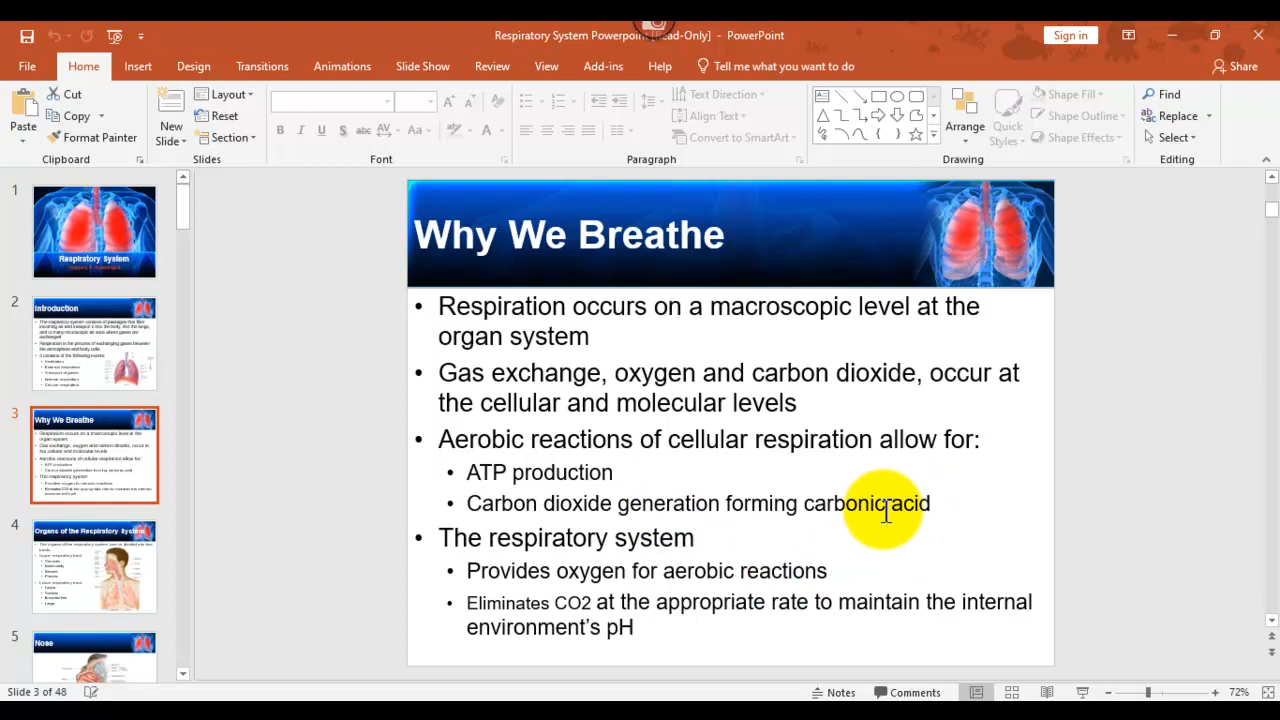 Respiratory System Powerpoint [Read-Only] - PowerPoint
Sign in
File Home Insert Design Transitions Animations Slide Show Review View Add-ins Help Tell me what you want to do Share
Paste
Cut
Copy
Format Painter
Clipboard
New Slide
Layout
Reset
Section
Slides
Font
Text Direction
Align Text
Convert to SmartArt
Paragraph
Arrange
Quick Styles
Shape Fill
Shape Outline
Shape Effects
Drawing
Find
Replace
Select
Editing
1
Respiratory System
2
Introduction
3
Why We Breathe
4
Organs of the Respiratory System
5
Nose
Why We Breathe
• Respiration occurs on a macroscopic level at the
organ system
• Gas exchange, oxygen and carbon dioxide, occur at
the cellular and molecular levels
• Aerobic reactions of cellular respiration allow for:
• ATP production
• Carbon dioxide generation forming carbonic acid
• The respiratory system
• Provides oxygen for aerobic reactions
• Eliminates CO2 at the appropriate rate to maintain the internal
environment's pH
Slide 3 of 48
Notes
Comments
72%